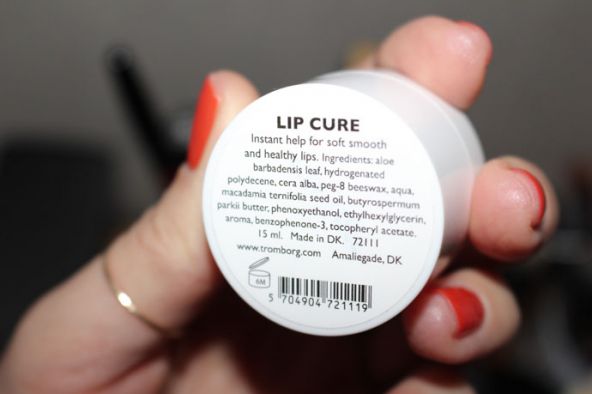 LIP CURE
Instant help for soft smooth
and healthy lips. Ingredients: aloe
barbadensis leaf, hydrogenated
polydecene, cera alba, peg-8 beeswax, aqua,
macadamia ternifolia seed oil, butyrospermum
parkii butter, phenoxyethanol, ethylhexylglycerin,
aroma, benzophenone-3, tocopheryl acetate.
15 ml. Made in DK. 72111
www.tromborg.com Amaliegade, DK
6M
5 704904 721119